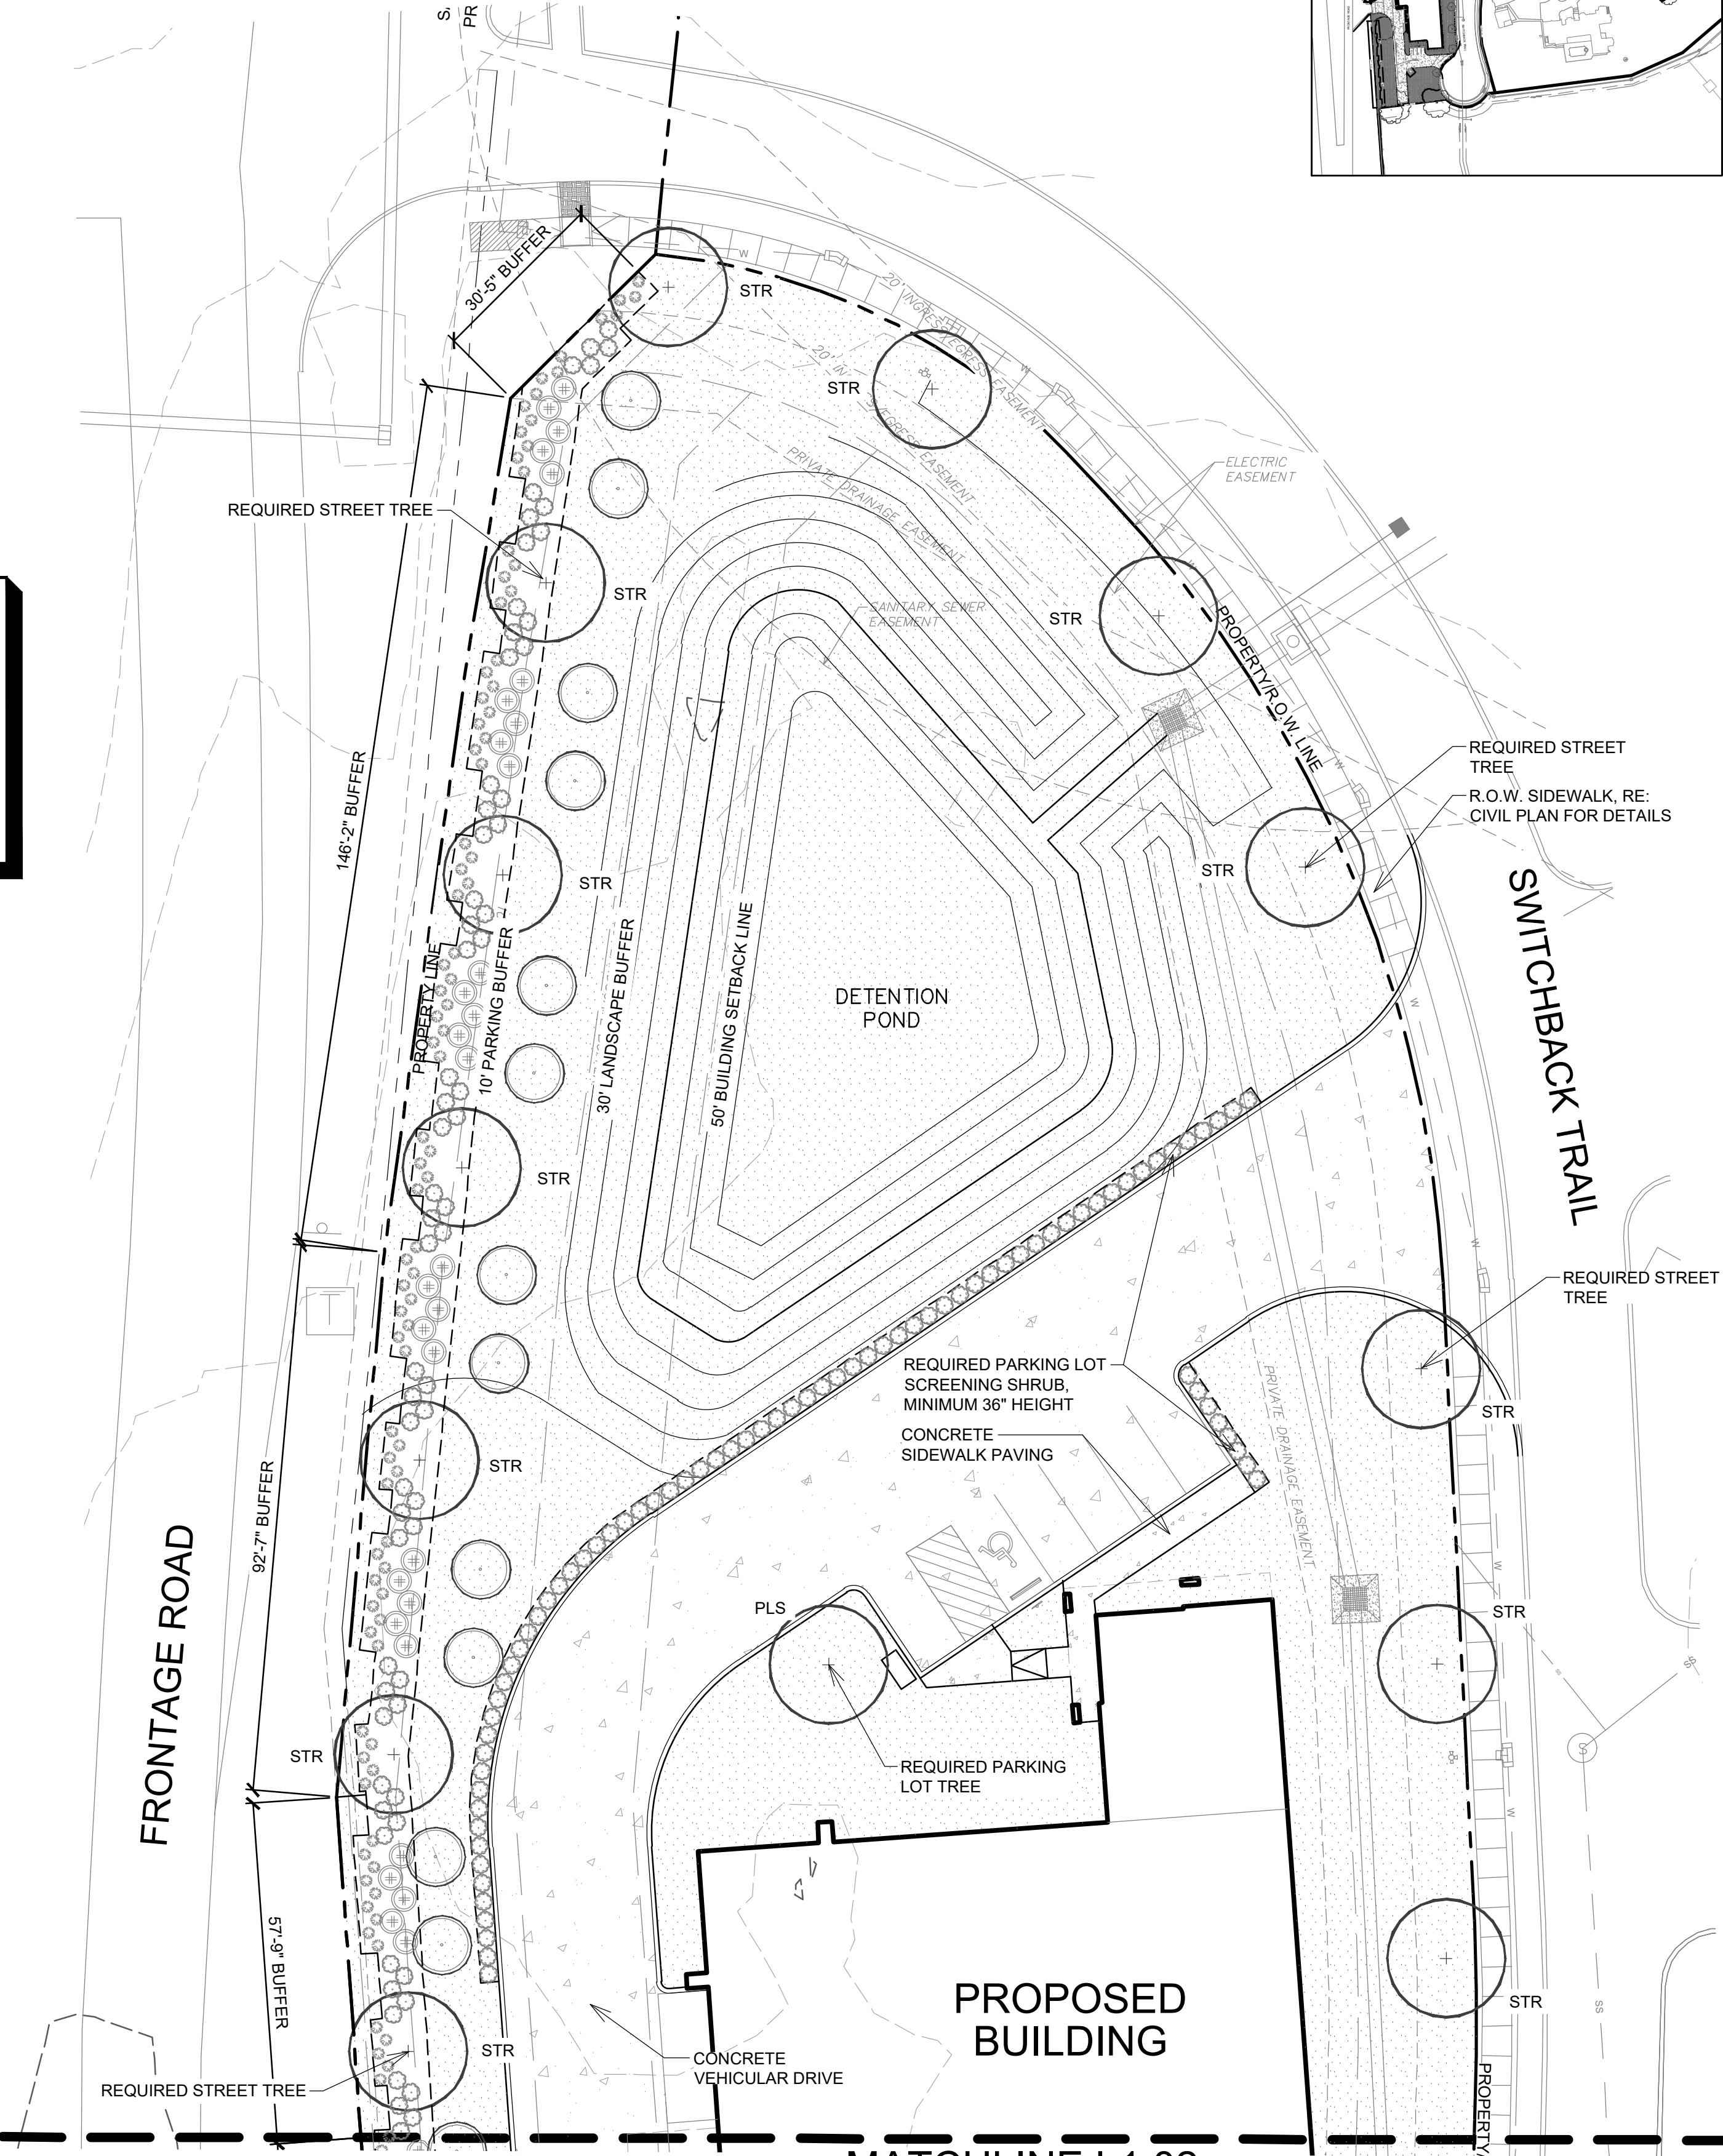 S.
PR
30'-5" BUFFER
STR
W
20' INGRESS/EGRESS EASEMENT
STR
W
PRIVATE DRAINAGE EASEMENT
ELECTRIC
EASEMENT
REQUIRED STREET TREE
STR
SANITARY SEWER
EASEMENT
STR
PROPERTY/R.O.W. LINE
W
REQUIRED STREET
TREE
R.O.W. SIDEWALK, RE:
CIVIL PLAN FOR DETAILS
W
146'-2" BUFFER
STR
STR
PROPERTY LINE
10' PARKING BUFFER
30' LANDSCAPE BUFFER
50' BUILDING SETBACK LINE
DETENTION
POND
W
SWITCHBACK TRAIL
STR
W
REQUIRED STREET
TREE
REQUIRED PARKING LOT
SCREENING SHRUB,
MINIMUM 36" HEIGHT
CONCRETE
SIDEWALK PAVING
PRIVATE DRAINAGE EASEMENT
STR
STR
92'-7" BUFFER
FRONTAGE ROAD
W
PLS
STR
S
STR
REQUIRED PARKING
LOT TREE
W
57'-9" BUFFER
PROPOSED
BUILDING
STR
SS
STR
CONCRETE
VEHICULAR DRIVE
REQUIRED STREET TREE
PROPERTY/